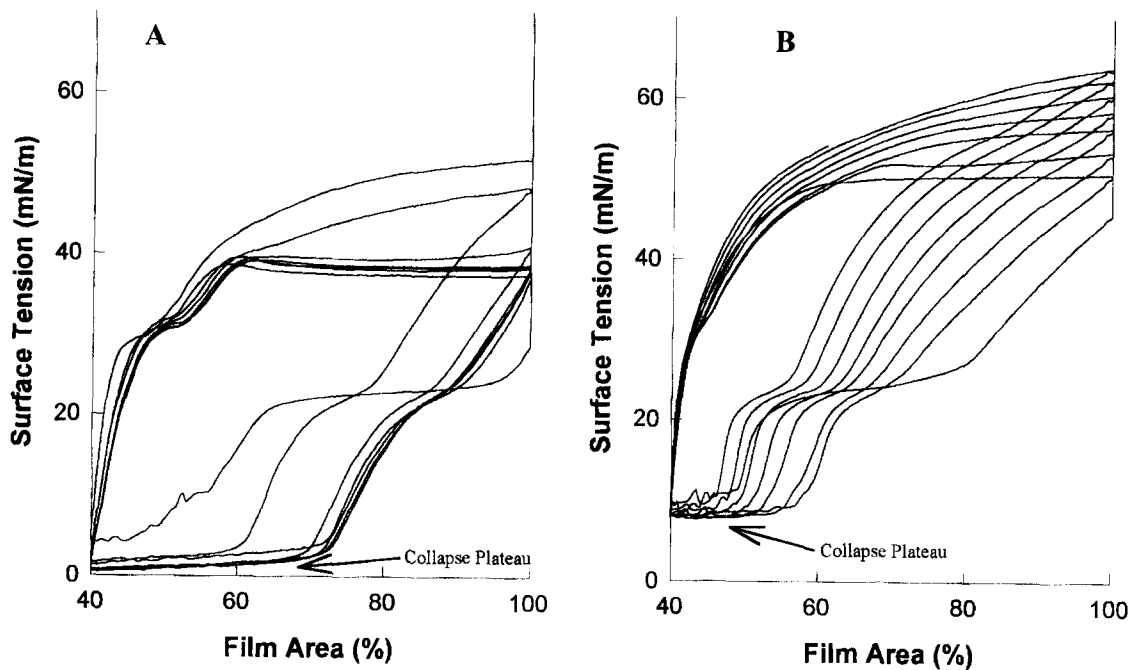 A
60
40
20
0
Surface Tension (mN/m)
Collapse Plateau
40 60 80 100
Film Area (%)
B
60
40
20
0
Surface Tension (mN/m)
Collapse Plateau
40 60 80 100
Film Area (%)